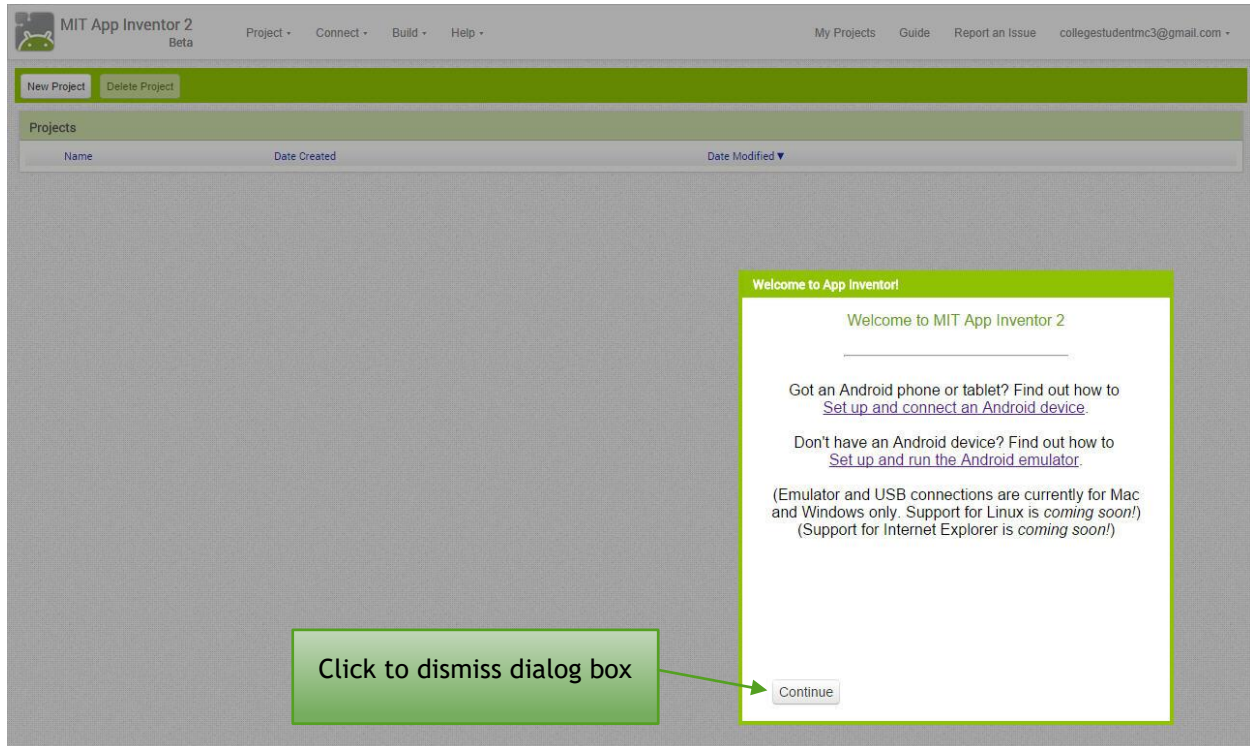 MIT App Inventor 2
Beta
Project Connect Build Help
My Projects Guide Report an Issue collegestudentmc3@gmail.com
New Project Delete Project
Projects
Name Date Created Date Modified ▼
Welcome to App Inventor!
Welcome to MIT App Inventor 2
Got an Android phone or tablet? Find out how to
Set up and connect an Android device.
Don't have an Android device? Find out how to
Set up and run the Android emulator.
(Emulator and USB connections are currently for Mac
and Windows only. Support for Linux is coming soon!)
(Support for Internet Explorer is coming soon!)
Click to dismiss dialog box
Continue